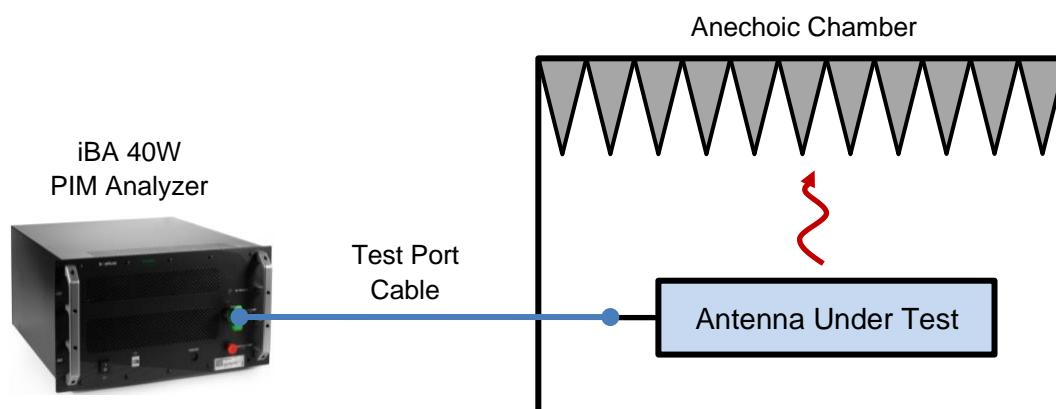 Anechoic Chamber
iBA 40W
PIM Analyzer
Test Port
Cable
Antenna Under Test